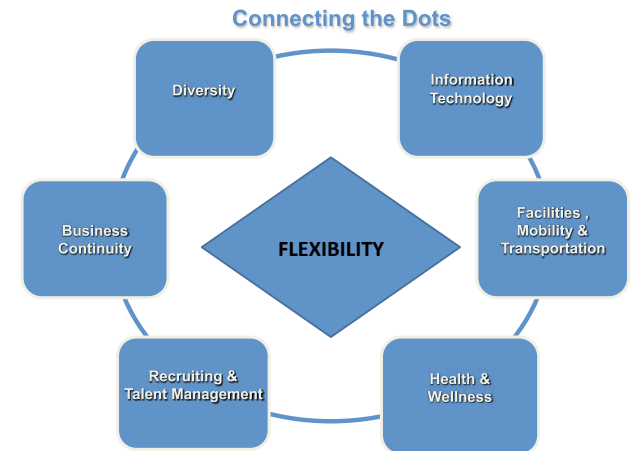 Connecting the Dots
Diversity
Information
Technology
Business
Continuity
FLEXIBILITY
Facilities ,
Mobility &
Transportation
Recruiting &
Talent Management
Health &
Wellness